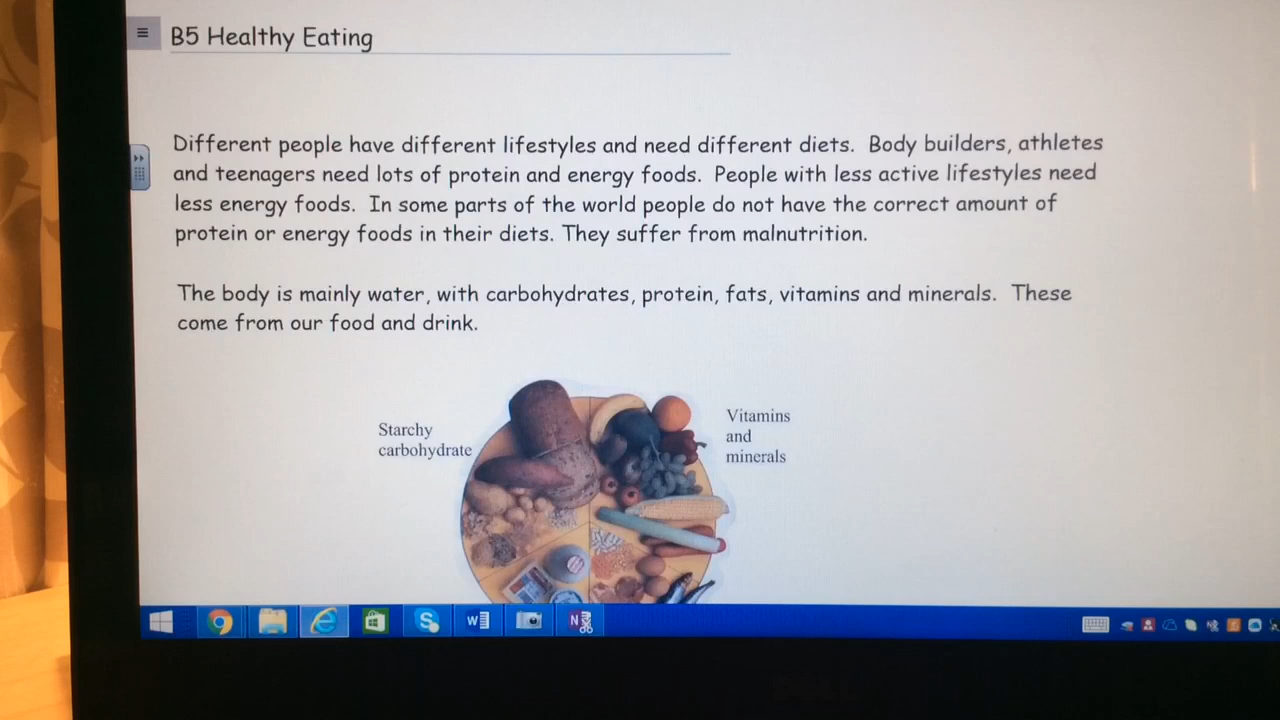 B5 Healthy Eating
Different people have different lifestyles and need different diets. Body builders, athletes
and teenagers need lots of protein and energy foods. People with less active lifestyles need
less energy foods. In some parts of the world people do not have the correct amount of
protein or energy foods in their diets. They suffer from malnutrition.
The body is mainly water, with carbohydrates, protein, fats, vitamins and minerals. These
come from our food and drink.
Starchy
carbohydrate
Vitamins
and
minerals